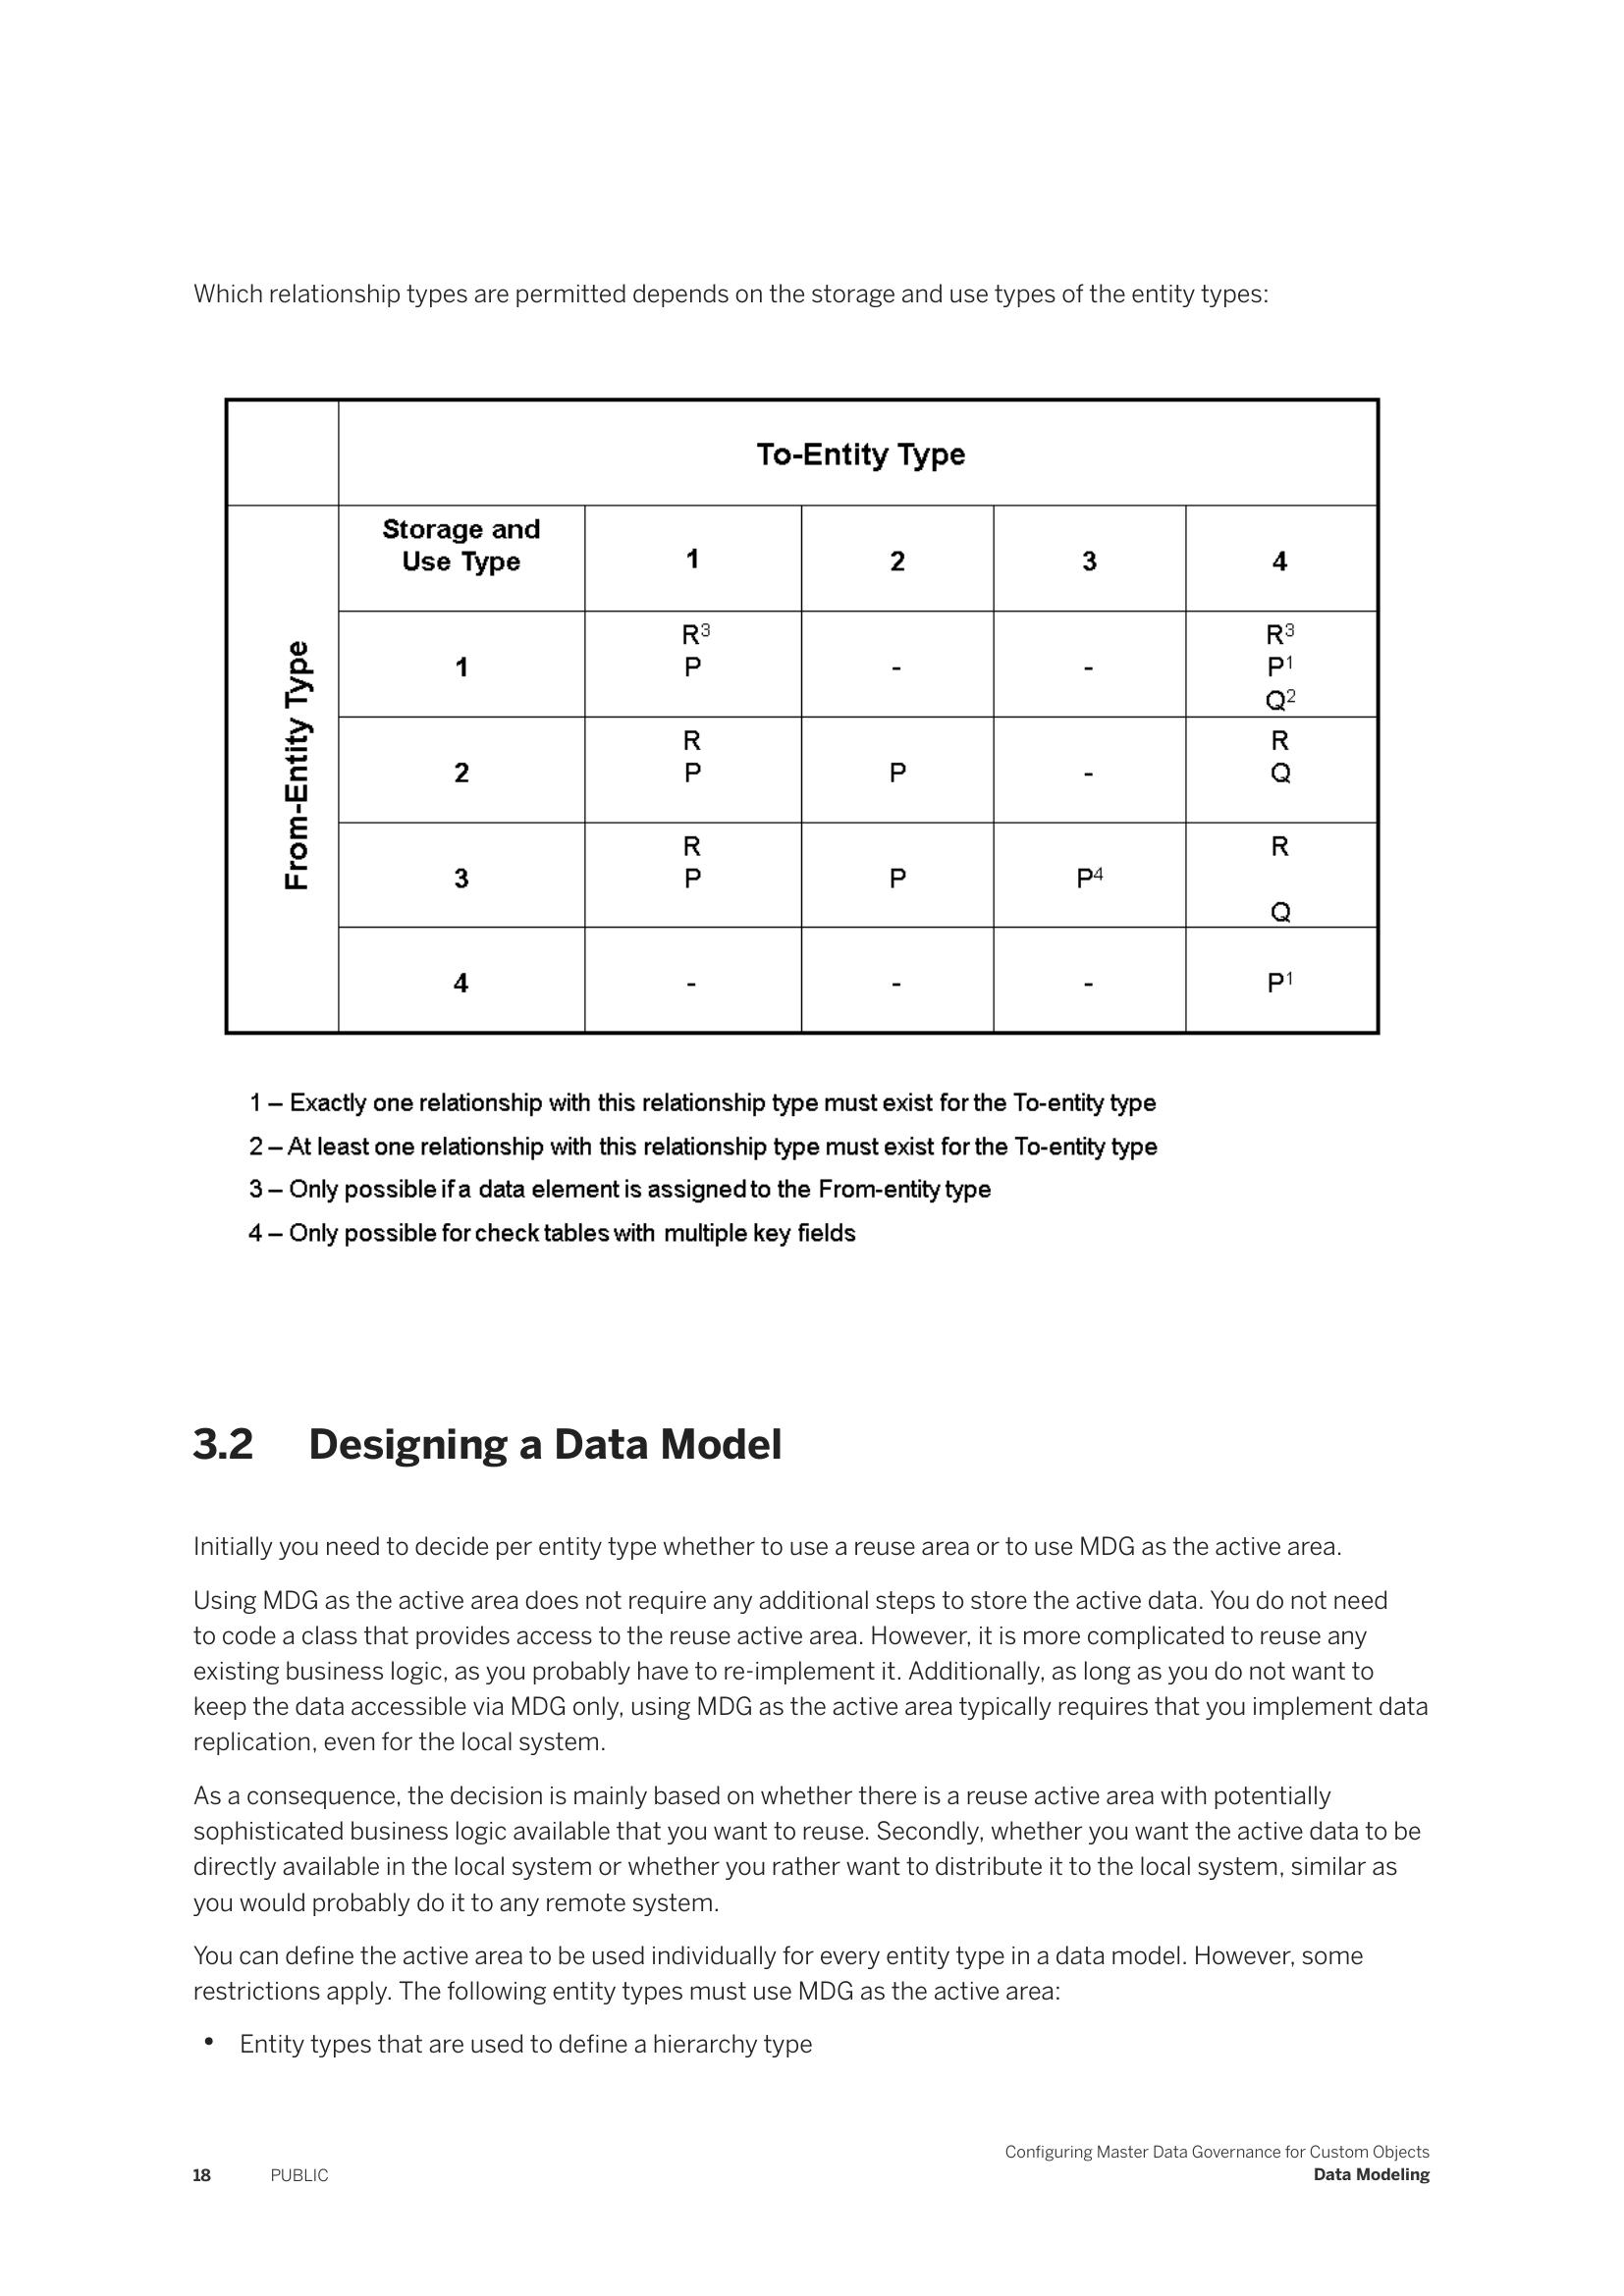 Which relationship types are permitted depends on the storage and use types of the entity types:
To-Entity Type
From-Entity Type
Storage and
Use Type
1
2
3
4
1
R3
P
-
-
R3
P1
Q2
2
R
P
P
-
R
Q
3
R
P
P
P4
R
Q
4
-
-
-
P1
1 – Exactly one relationship with this relationship type must exist for the To-entity type
2 – At least one relationship with this relationship type must exist for the To-entity type
3 – Only possible if a data element is assigned to the From-entity type
4 – Only possible for check tables with multiple key fields
3.2 Designing a Data Model
Initially you need to decide per entity type whether to use a reuse area or to use MDG as the active area.
Using MDG as the active area does not require any additional steps to store the active data. You do not need
to code a class that provides access to the reuse active area. However, it is more complicated to reuse any
existing business logic, as you probably have to re-implement it. Additionally, as long as you do not want to
keep the data accessible via MDG only, using MDG as the active area typically requires that you implement data
replication, even for the local system.
As a consequence, the decision is mainly based on whether there is a reuse active area with potentially
sophisticated business logic available that you want to reuse. Secondly, whether you want the active data to be
directly available in the local system or whether you rather want to distribute it to the local system, similar as
you would probably do it to any remote system.
You can define the active area to be used individually for every entity type in a data model. However, some
restrictions apply. The following entity types must use MDG as the active area:
• Entity types that are used to define a hierarchy type
Configuring Master Data Governance for Custom Objects
18 PUBLIC Data Modeling